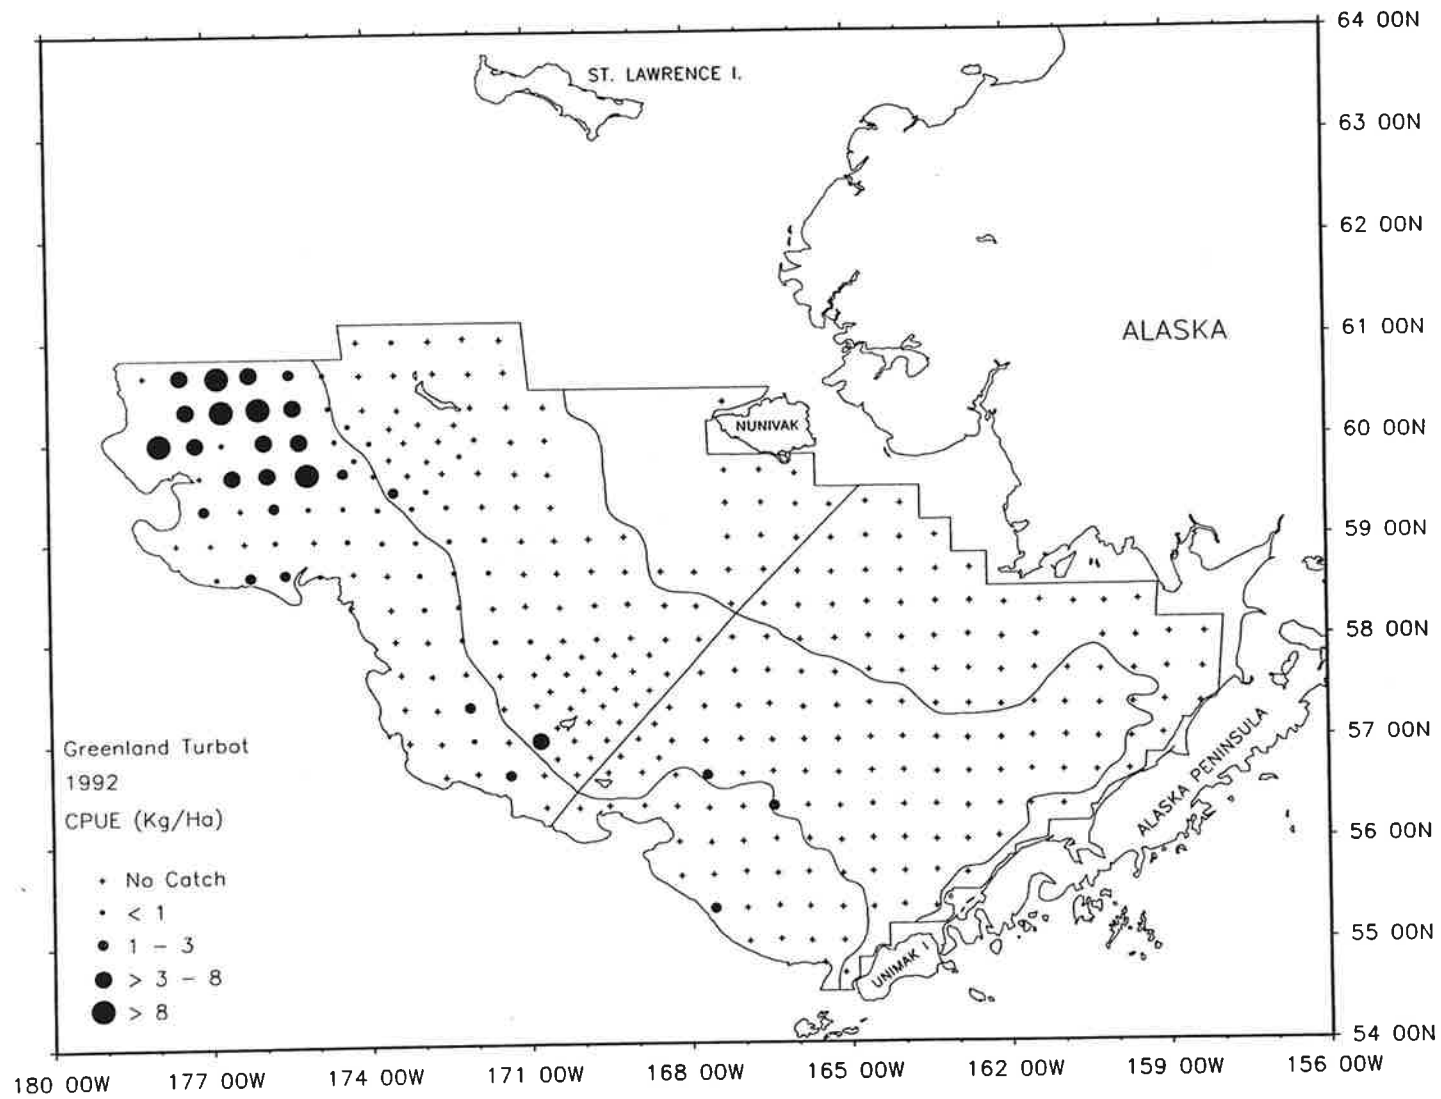 64 00N
ST. LAWRENCE I.
63 00N
62 00N
ALASKA
61 00N
NUNIVAK
60 00N
59 00N
58 00N
57 00N
ALASKA PENINSULA
Greenland Turbot
1992
CPUE (Kg/Ha)
56 00N
No Catch
< 1
1 - 3
> 3 - 8
> 8
55 00N
UNIMAK I
54 00N
180 00W
177 00W
174 00W
171 00W
168 00W
165 00W
162 00W
159 00W
156 00W